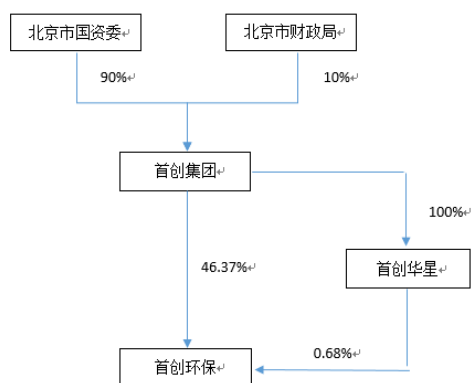 北京市国资委
北京市财政局
90%
10%
首创集团
100%
46.37%
首创华星
0.68%
首创环保